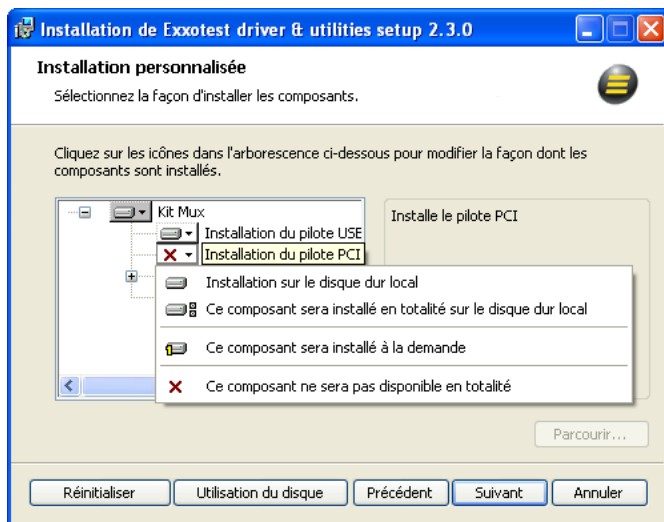 Installation de Exxotest driver & utilities setup 2.3.0
Installation personnalisée
Sélectionnez la façon d'installer les composants.
Cliquez sur les icônes dans l'arborescence ci-dessous pour modifier la façon dont les
composants sont installés.
Kit Mux
Installation du pilote USE
Installation du pilote PCI
Installe le pilote PCI
Installation sur le disque dur local
Ce composant sera installé en totalité sur le disque dur local
Ce composant sera installé à la demande
Ce composant ne sera pas disponible en totalité
Parcourir...
Réinitialiser
Utilisation du disque
Précédent
Suivant
Annuler